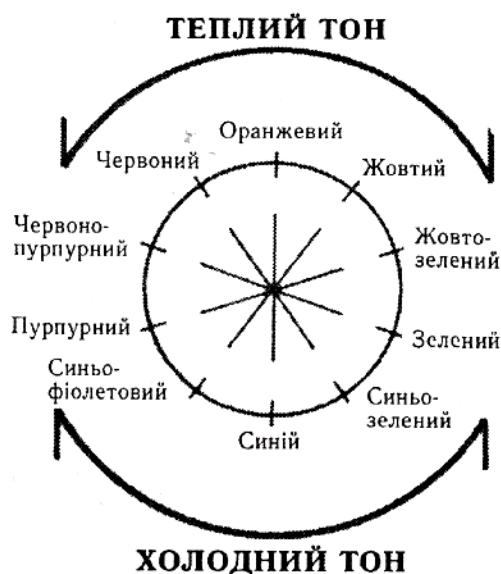 ТЕПЛИЙ ТОН
Оранжевий
Червоний
Жовтий
Червоно-
пурпурний
Жовто-
зелений
Пурпурний
Зелений
Синьо-
фіолетовий
Синьо-
зелений
Синій
ХОЛОДНИЙ ТОН